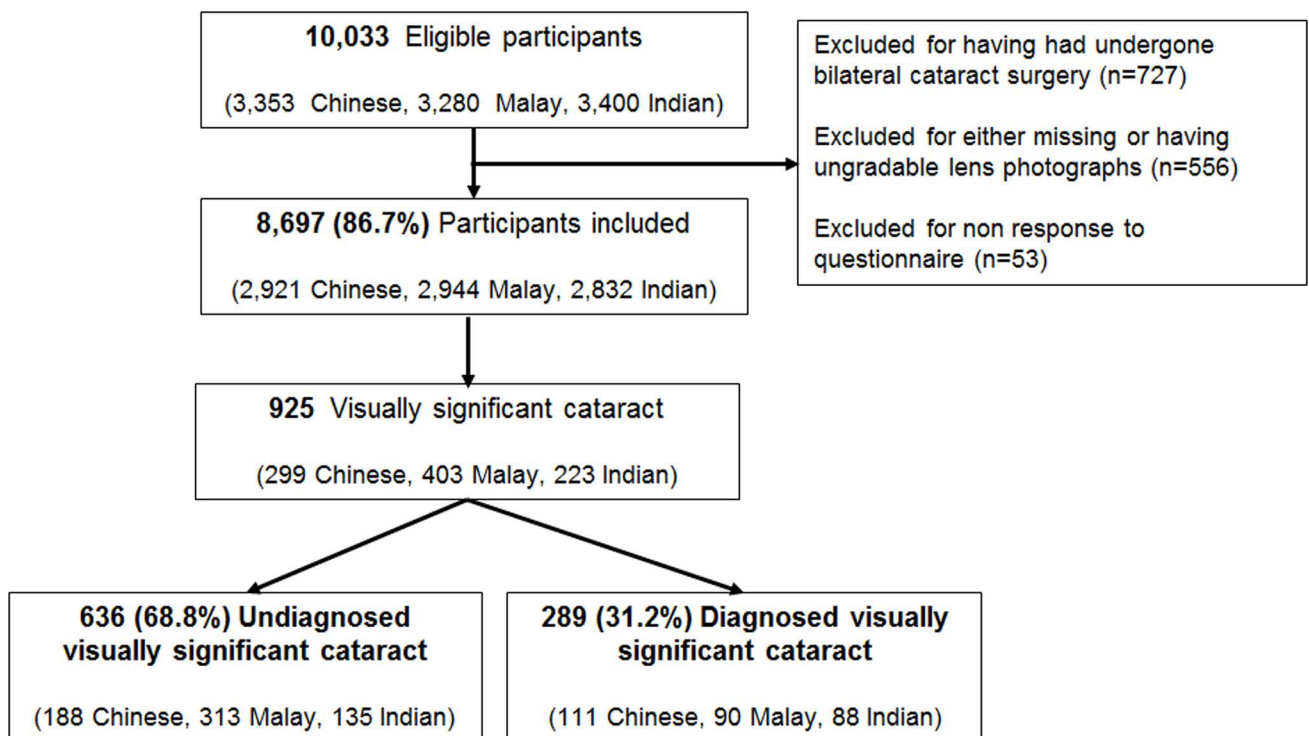 10,033 Eligible participants
(3,353 Chinese, 3,280 Malay, 3,400 Indian)
Excluded for having had undergone
bilateral cataract surgery (n=727)
Excluded for either missing or having
ungradable lens photographs (n=556)
Excluded for non response to
questionnaire (n=53)
8,697 (86.7%) Participants included
(2,921 Chinese, 2,944 Malay, 2,832 Indian)
925 Visually significant cataract
(299 Chinese, 403 Malay, 223 Indian)
636 (68.8%) Undiagnosed
visually significant cataract
(188 Chinese, 313 Malay, 135 Indian)
289 (31.2%) Diagnosed visually
significant cataract
(111 Chinese, 90 Malay, 88 Indian)